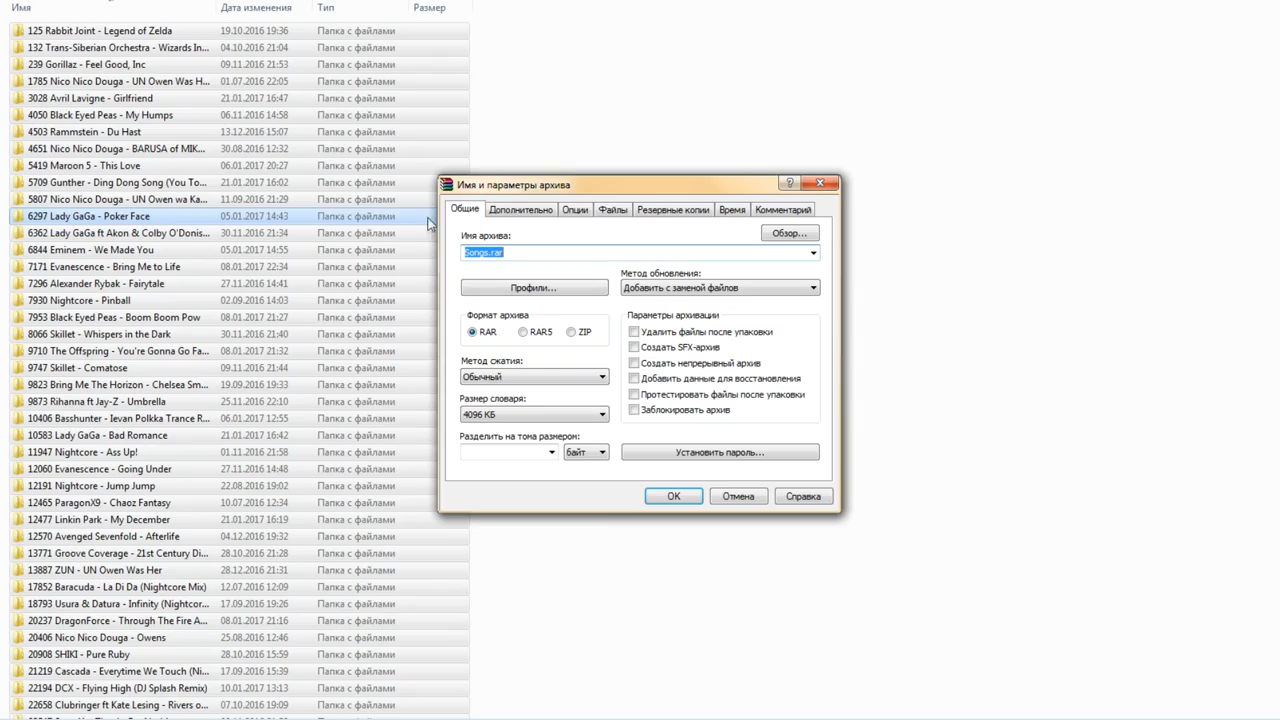 Имя Дата изменения Тип Размер
125 Rabbit Joint - Legend of Zelda 19.10.2016 19:36 Папка с файлами
132 Trans-Siberian Orchestra - Wizards In... 04.10.2016 21:04 Папка с файлами
239 Gorillaz - Feel Good, Inc 09.11.2016 21:53 Папка с файлами
1785 Nico Nico Douga - UN Owen Was H... 01.07.2016 22:05 Папка с файлами
3028 Avril Lavigne - Girlfriend 21.01.2017 16:47 Папка с файлами
4050 Black Eyed Peas - My Humps 06.11.2016 14:58 Папка с файлами
4503 Rammstein - Du Hast 13.12.2016 15:07 Папка с файлами
4651 Nico Nico Douga - BARUSA of MIK... 30.08.2016 12:32 Папка с файлами
5419 Maroon 5 - This Love 06.01.2017 20:27 Папка с файлами
5709 Gunther - Ding Dong Song (You To... 21.01.2017 16:02 Папка с файлами
5807 Nico Nico Douga - UN Owen wa Ka... 11.09.2016 21:29 Папка с файлами
6297 Lady GaGa - Poker Face 05.01.2017 14:43 Папка с файлами
6362 Lady GaGa ft Akon & Colby O'Donis... 30.11.2016 21:34 Папка с файлами
6844 Eminem - We Made You 05.01.2017 14:55 Папка с файлами
7171 Evanescence - Bring Me to Life 08.01.2017 22:34 Папка с файлами
7296 Alexander Rybak - Fairytale 27.11.2016 14:41 Папка с файлами
7930 Nightcore - Pinball 02.09.2016 14:03 Папка с файлами
7953 Black Eyed Peas - Boom Boom Pow 08.01.2017 21:57 Папка с файлами
8066 Skillet - Whispers in the Dark 27.11.2016 14:34 Папка с файлами
9710 The Offspring - You're Gonna Go Fa... 08.01.2017 21:32 Папка с файлами
9747 Skillet - Comatose 09.11.2016 21:44 Папка с файлами
9823 Bring Me The Horizon - Chelsea Sm... 19.09.2016 19:33 Папка с файлами
9873 Rihanna ft Jay-Z - Umbrella 25.11.2016 22:10 Папка с файлами
10406 Basshunter - Ievan Polkka Trance R... 06.01.2017 12:55 Папка с файлами
10583 Lady GaGa - Bad Romance 21.01.2017 16:42 Папка с файлами
11947 Nightcore - Ass Up! 01.11.2016 21:58 Папка с файлами
12060 Evanescence - Going Under 27.11.2016 14:48 Папка с файлами
12191 Nightcore - Jump Jump 22.08.2016 19:02 Папка с файлами
12465 ParagonX9 - Chaoz Fantasy 10.07.2016 12:34 Папка с файлами
12477 Linkin Park - My December 21.01.2017 16:19 Папка с файлами
12570 Avenged Sevenfold - Afterlife 04.12.2016 19:32 Папка с файлами
13771 Groove Coverage - 21st Century Di... 28.10.2016 21:28 Папка с файлами
13887 ZUN - UN Owen Was Her 28.12.2016 21:31 Папка с файлами
17852 Baracuda - La Di Da (Nightcore Mix) 12.07.2016 12:09 Папка с файлами
18793 Usura & Datura - Infinity (Nightcor... 17.09.2016 19:26 Папка с файлами
20237 DragonForce - Through The Fire A... 08.01.2017 21:16 Папка с файлами
20406 Nico Nico Douga - Owens 25.08.2016 12:46 Папка с файлами
20908 SHIKI - Pure Ruby 28.10.2016 15:59 Папка с файлами
21219 Cascada - Everytime We Touch (Ni... 17.09.2016 15:39 Папка с файлами
22194 DCX - Flying High (DJ Splash Remix) 10.01.2017 13:13 Папка с файлами
22658 Clubringer ft Kate Lesing - Rivers o... 07.10.2016 19:09 Папка с файлами
Имя и параметры архива
Общие Дополнительно Опции Файлы Резервные копии Время Комментарий
Имя архива: Обзор...
Songs.rar
Метод обновления:
Профили... Добавить с заменой файлов
Формат архива Параметры архивации
RAR RAR5 ZIP Удалить файлы после упаковки
Создать SFX-архив
Метод сжатия: Создать непрерывный архив
Обычный Добавить данные для восстановления
Размер словаря: Протестировать файлы после упаковки
4096 КБ Заблокировать архив
Разделить на тома размером:
байт Установить пароль...
OK Отмена Справка